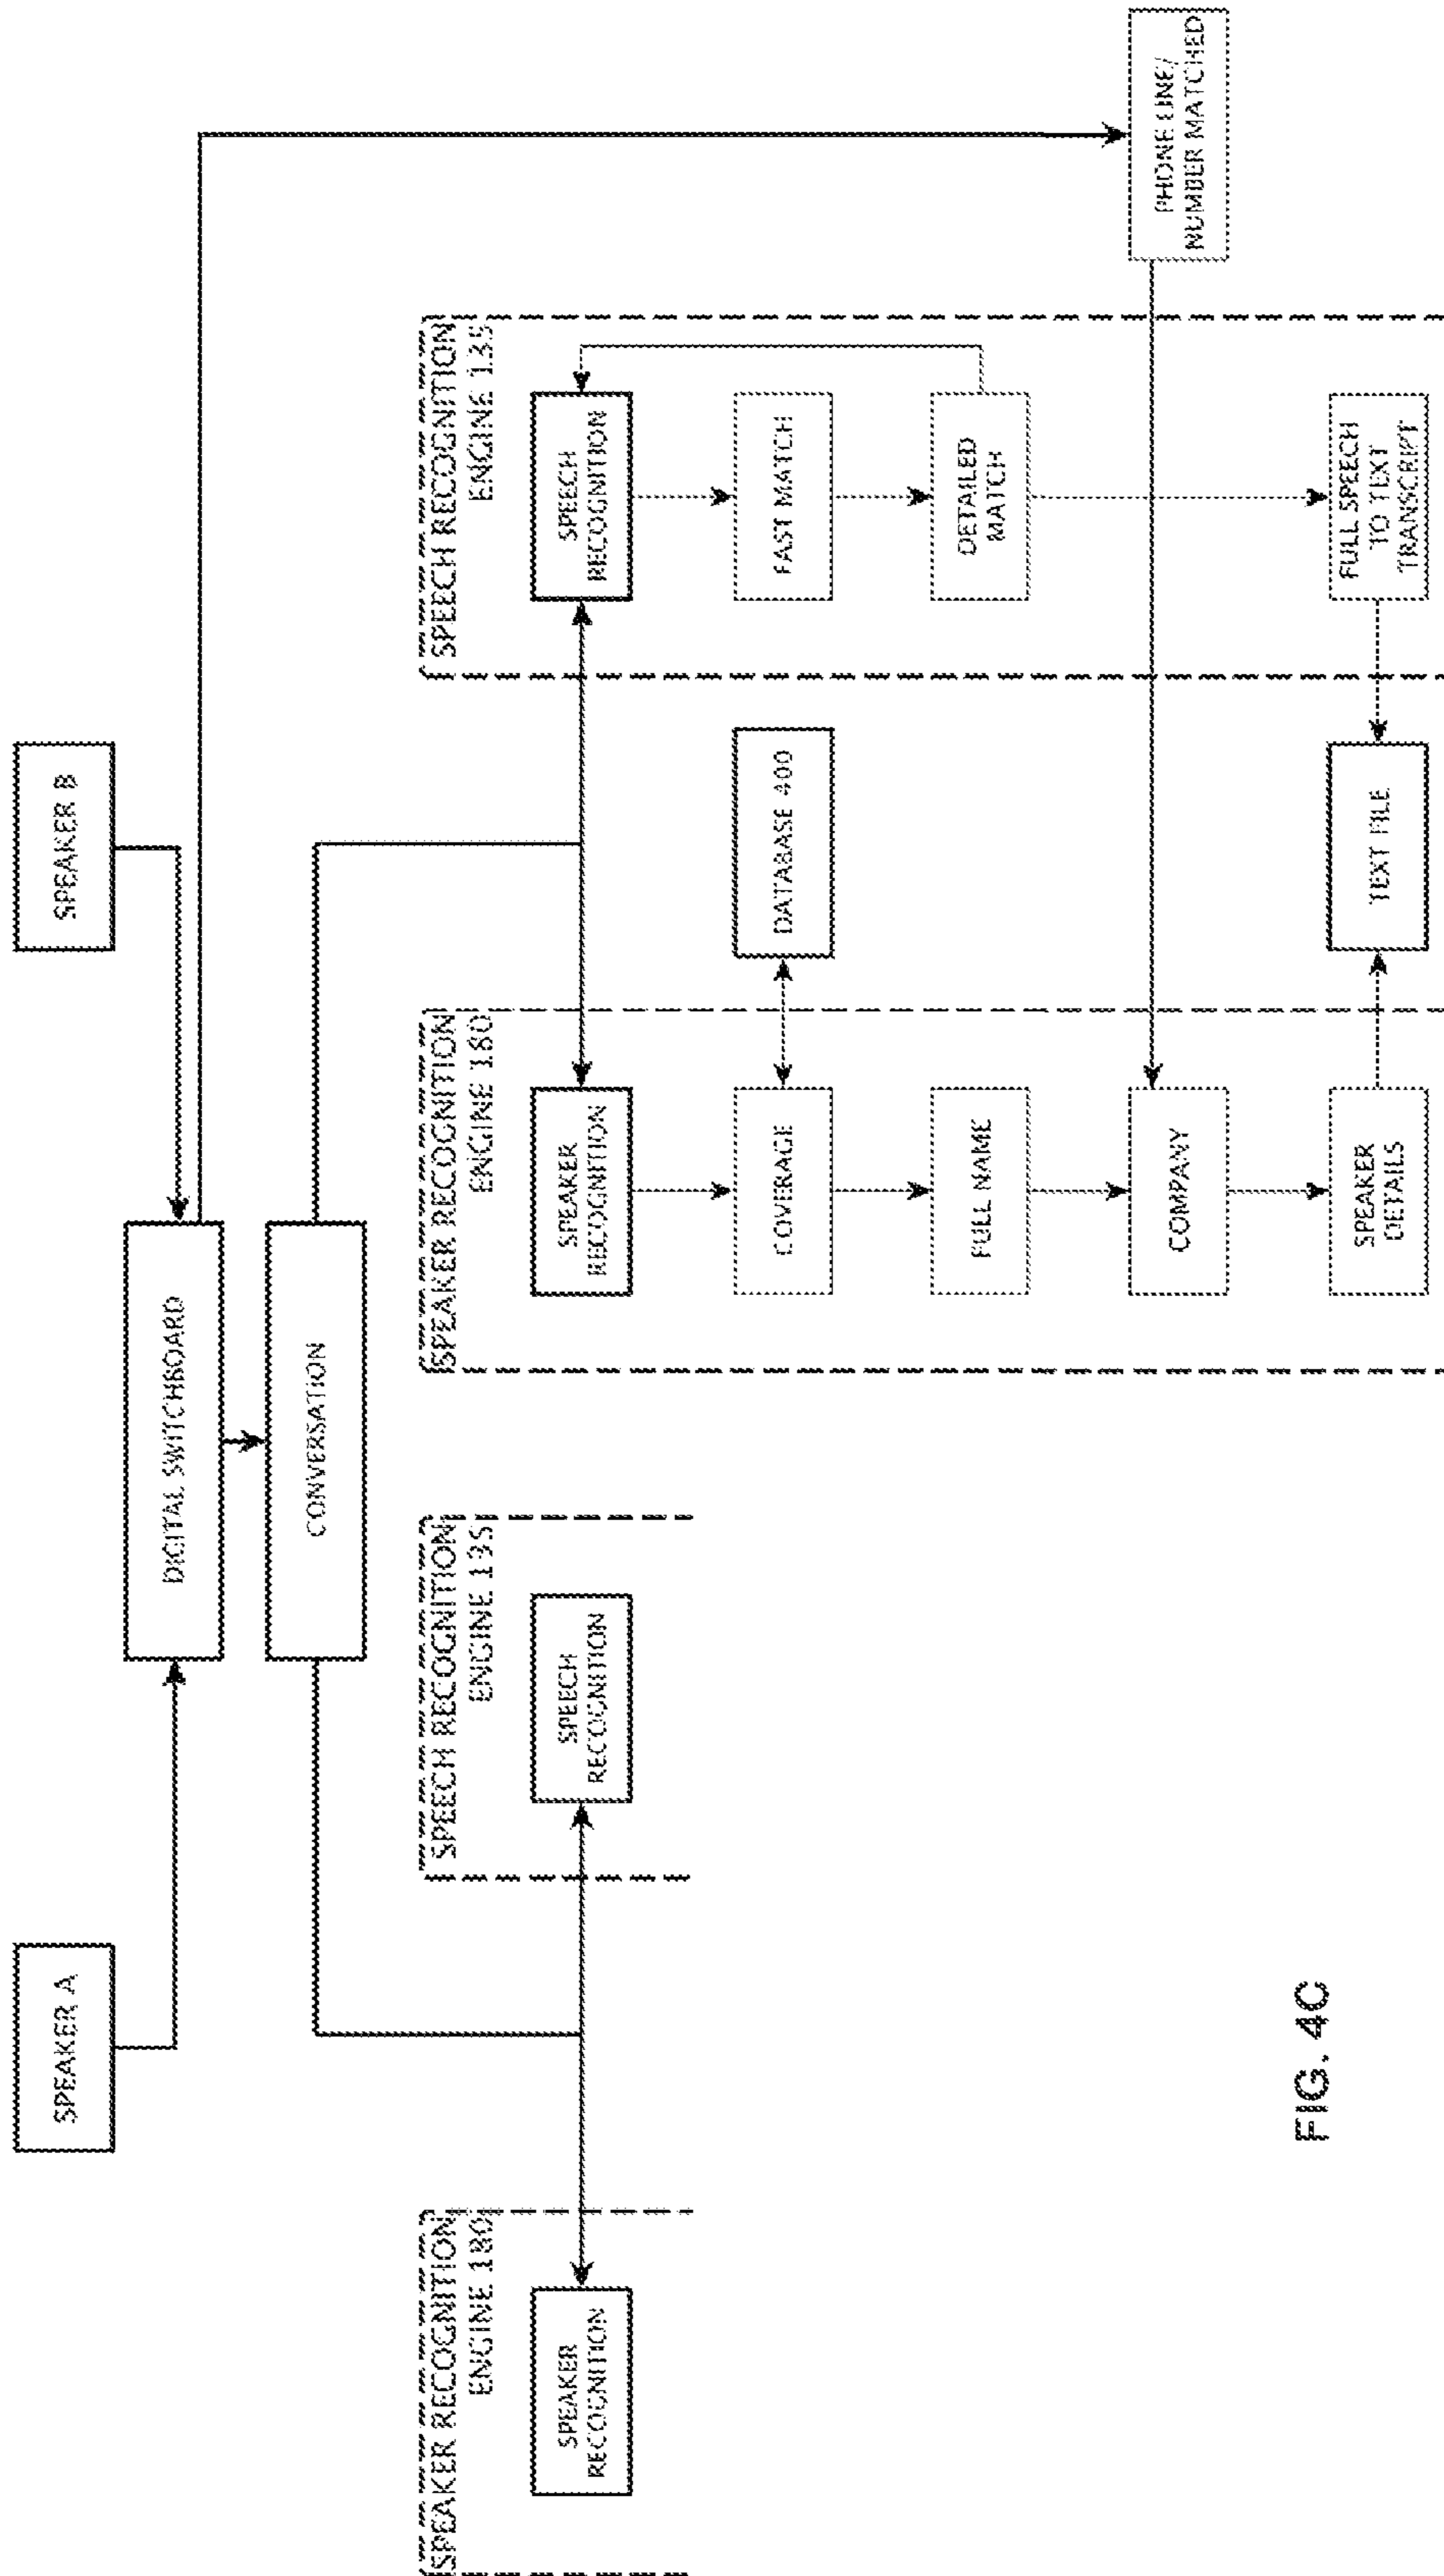 SPEAKER A
SPEAKER B
DIGITAL SWITCHBOARD
CONVERSATION
SPEAKER RECOGNITION
ENGINE 180
SPEAKER
RECOGNITION
SPEECH RECOGNITION
ENGINE 135
SPEECH
RECOGNITION
SPEAKER RECOGNITION
ENGINE 180
SPEAKER
RECOGNITION
COVERAGE
FULL NAME
COMPANY
SPEAKER
DETAILS
DATABASE 400
TEXT FILE
SPEECH RECOGNITION
ENGINE 135
SPEECH
RECOGNITION
FAST MATCH
DETAILED
MATCH
FULL SPEECH
TO TEXT
TRANSCRIPT
PHONE LINE/
NUMBER MATCHED
FIG. 4C